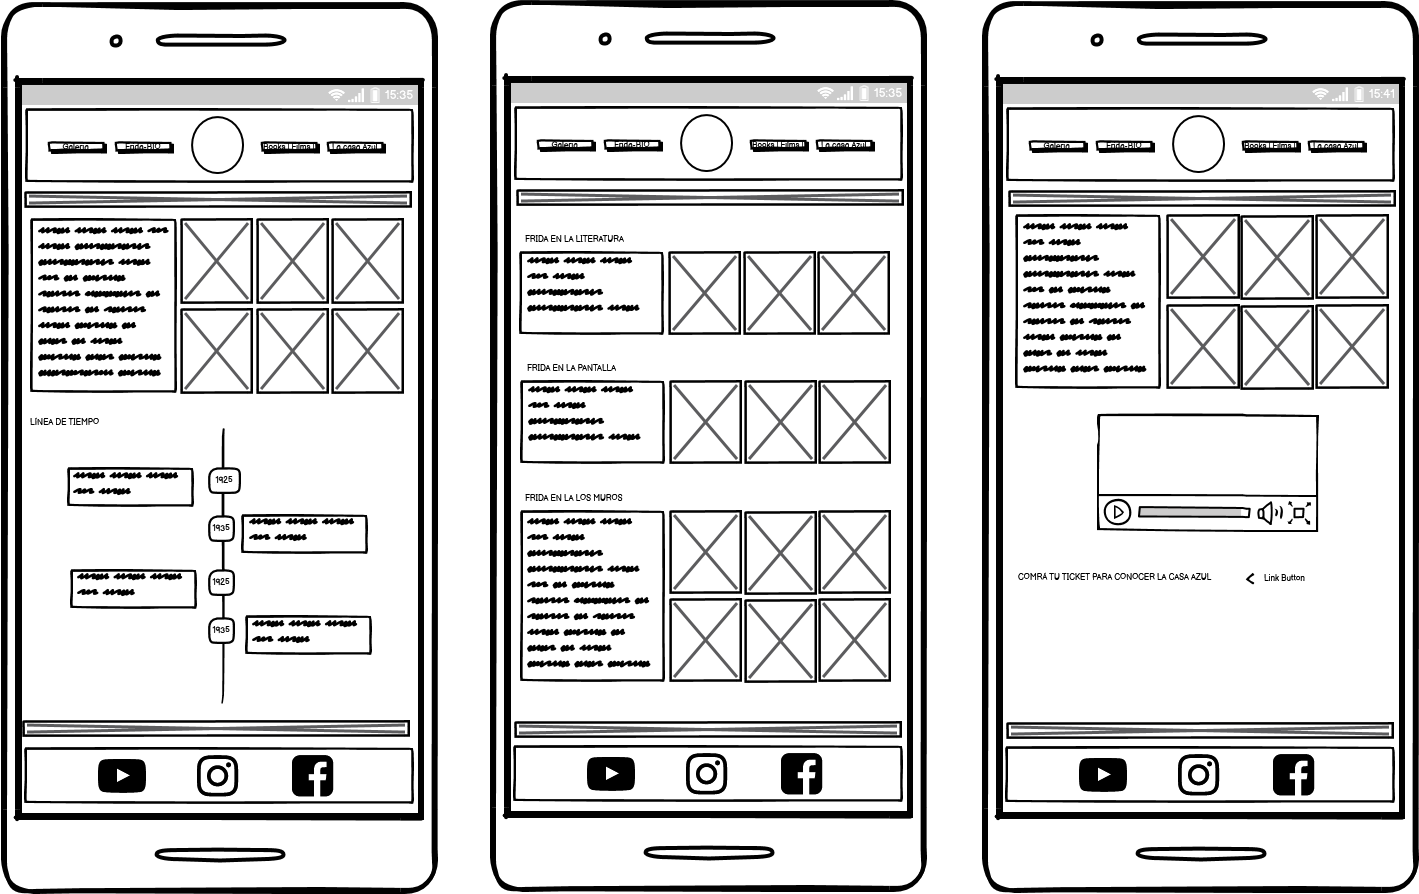 15:35
Galeria Frida-BIO Books | Films | La casa Azul
LÍNEA DE TIEMPO
1925
1935
1925
1935
15:35
Galeria Frida-BIO Books | Films | La casa Azul
FRIDA EN LA LITERATURA
FRIDA EN LA PANTALLA
FRIDA EN LA LOS MUROS
15:41
Galeria Frida-BIO Books | Films | La casa Azul
COMRÁ TU TICKET PARA CONOCER LA CASA AZUL Link Button